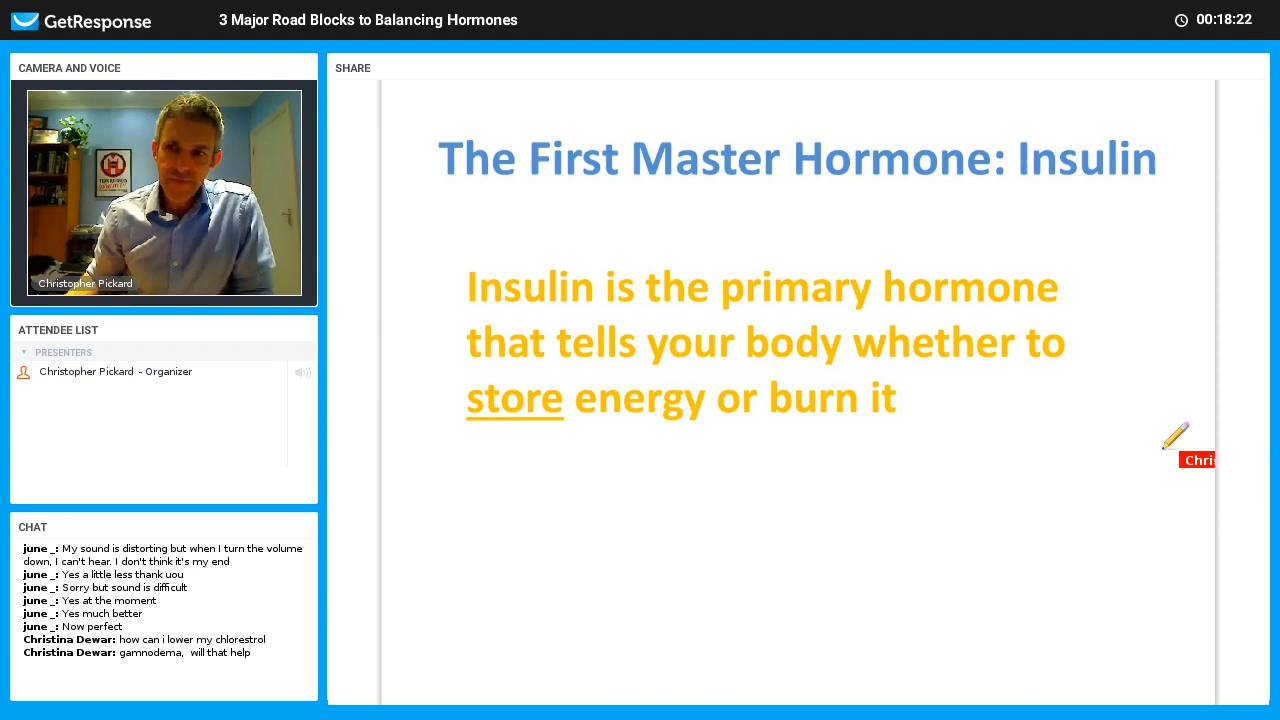 GetResponse
3 Major Road Blocks to Balancing Hormones
00:18:22
CAMERA AND VOICE
Christopher Pickard
ATTENDEE LIST
PRESENTERS
Christopher Pickard - Organizer
CHAT
june _: My sound is distorting but when I turn the volume
down, I can't hear. I don't think it's my end
june _: Yes a little less thank uou
june _: Sorry but sound is difficult
june _: Yes at the moment
june _: Yes much better
june _: Now perfect
Christina Dewar: how can i lower my chlorestrol
Christina Dewar: gamnodema, will that help
SHARE
The First Master Hormone: Insulin
Insulin is the primary hormone
that tells your body whether to
store energy or burn it
Chris